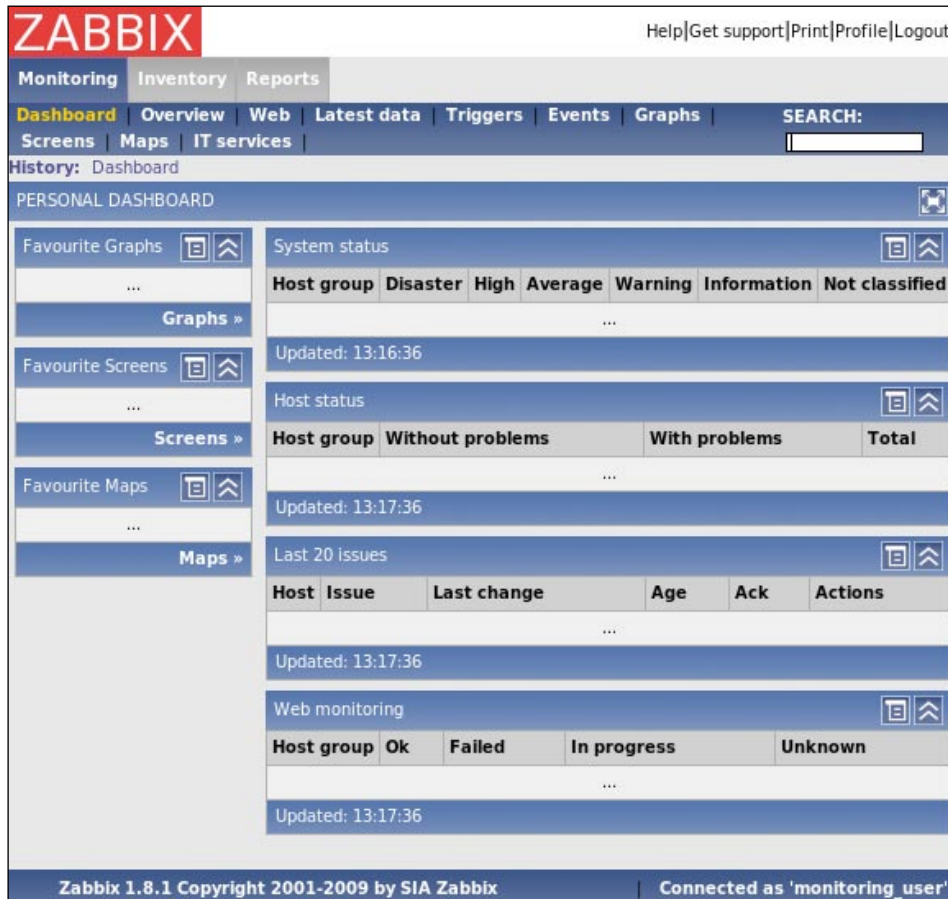 ZABBIX
Help|Get support|Print|Profile|Logout
Monitoring Inventory Reports
Dashboard | Overview | Web | Latest data | Triggers | Events | Graphs |
Screens | Maps | IT services |
SEARCH:
History: Dashboard
PERSONAL DASHBOARD
Favourite Graphs
...
Graphs »
Favourite Screens
...
Screens »
Favourite Maps
...
Maps »
System status
Host group Disaster High Average Warning Information Not classified
...
Updated: 13:16:36
Host status
Host group Without problems With problems Total
...
Updated: 13:17:36
Last 20 issues
Host Issue Last change Age Ack Actions
...
Updated: 13:17:36
Web monitoring
Host group Ok Failed In progress Unknown
...
Updated: 13:17:36
Zabbix 1.8.1 Copyright 2001-2009 by SIA Zabbix | Connected as 'monitoring_user'